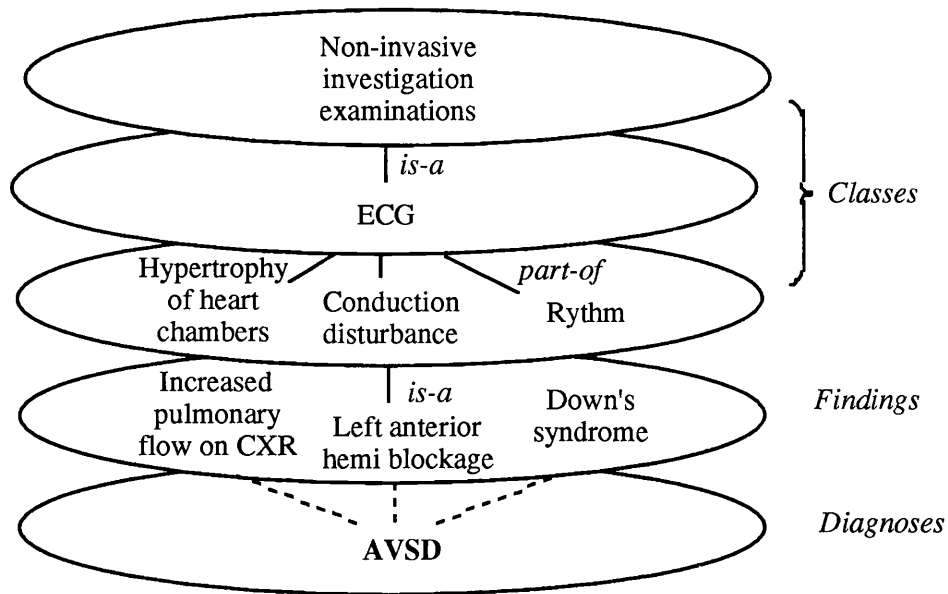 Non-invasive
investigation
examinations
is-a
ECG
Classes
Hypertrophy
of heart
chambers
Conduction
disturbance
part-of
Rythm
Increased
pulmonary
flow on CXR
is-a
Left anterior
hemi blockage
Down's
syndrome
Findings
AVSD
Diagnoses